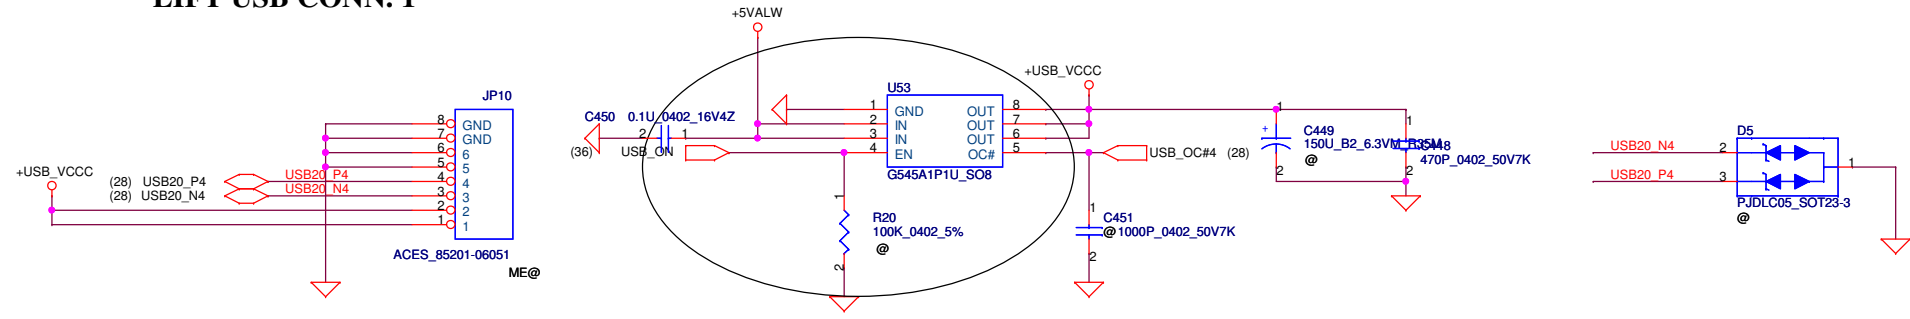 LIFT USB CONN. 1
+5VALW
+USB_VCCC
JP10
U53
C450 0.1U_0402_16V4Z
8 GND
7 GND
6 6
5 5
4 4
3 3
2 2
1 1
1 GND OUT 8
2 IN OUT 7
3 IN OUT 6
4 EN OC# 5
2 1
(36) USB_ON
G545A1P1U_SO8
USB_OC#4 (28)
+USB_VCCC
(28) USB20_P4 USB20_P4
(28) USB20_N4 USB20_N4
ACES_85201-06051
ME@
1
R20
100K_0402_5%
@
2
1
C451
@ 1000P_0402_50V7K
2
1
+
C449
150U_B2_6.3VM_R35M
@
2
1
470P_0402_50V7K
2
D5
USB20_N4 2
1
USB20_P4 3
PJDLC05_SOT23-3
@